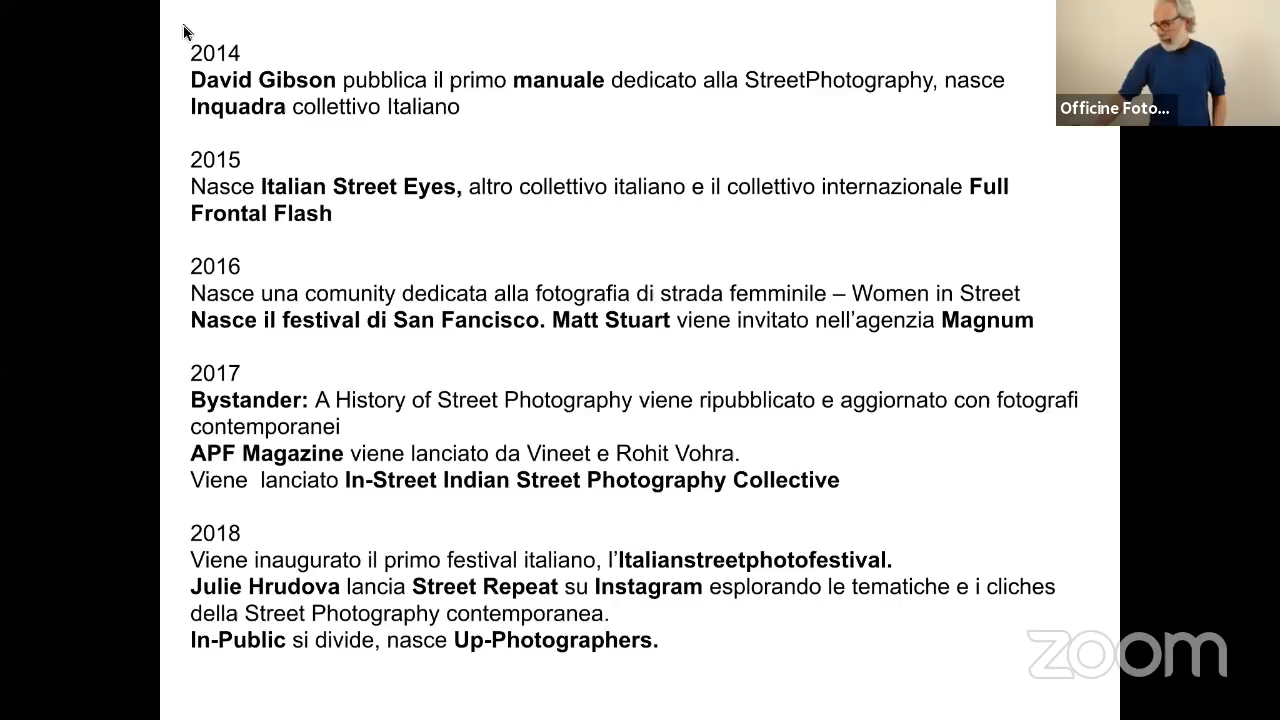 2014
David Gibson pubblica il primo manuale dedicato alla StreetPhotography, nasce
Inquadra collettivo Italiano
2015
Nasce Italian Street Eyes, altro collettivo italiano e il collettivo internazionale Full
Frontal Flash
2016
Nasce una comunity dedicata alla fotografia di strada femminile – Women in Street
Nasce il festival di San Fancisco. Matt Stuart viene invitato nell’agenzia Magnum
2017
Bystander: A History of Street Photography viene ripubblicato e aggiornato con fotografi
contemporanei
APF Magazine viene lanciato da Vineet e Rohit Vohra.
Viene  lanciato In-Street Indian Street Photography Collective
2018
Viene inaugurato il primo festival italiano, l’Italianstreetphotofestival.
Julie Hrudova lancia Street Repeat su Instagram esplorando le tematiche e i cliches
della Street Photography contemporanea.
In-Public si divide, nasce Up-Photographers.
Officine Foto...
zoom